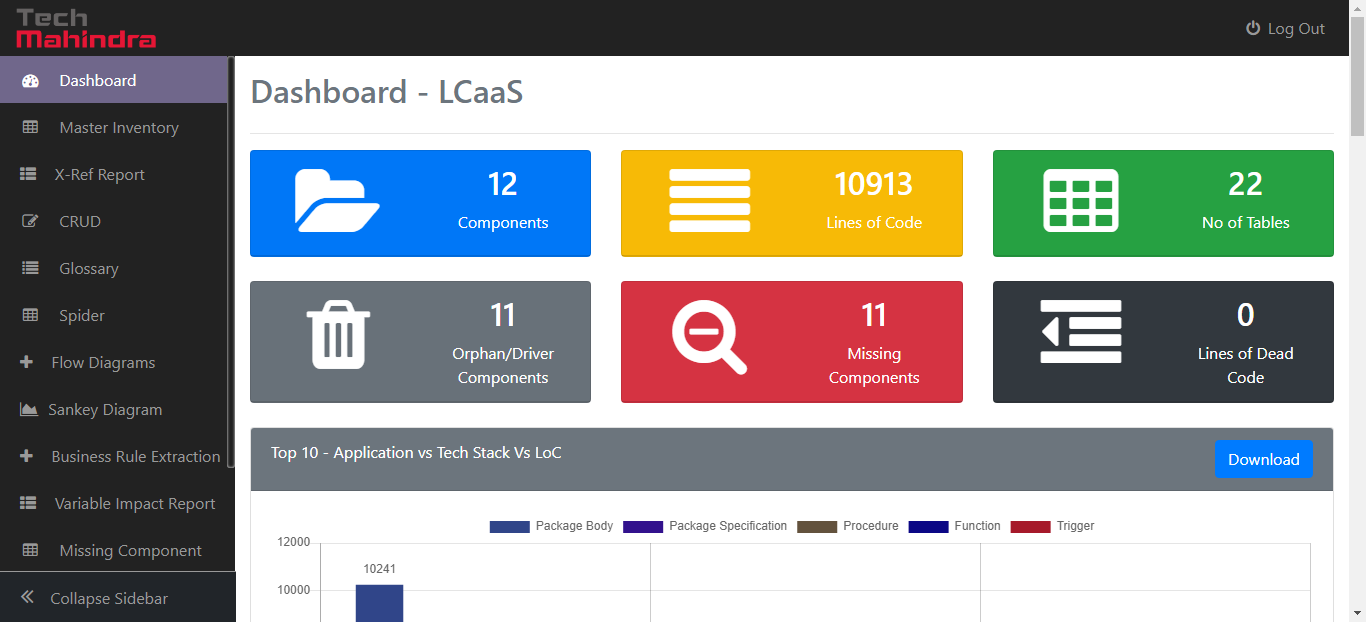 Tech
Mahindra
Log Out
Dashboard
Master Inventory
X-Ref Report
CRUD
Glossary
Spider
Flow Diagrams
Sankey Diagram
Business Rule Extraction
Variable Impact Report
Missing Component
Collapse Sidebar
Dashboard - LCaaS
12
Components
10913
Lines of Code
22
No of Tables
11
Orphan/Driver
Components
11
Missing
Components
0
Lines of Dead
Code
Top 10 - Application vs Tech Stack Vs LoC
Download
Package Body Package Specification Procedure Function Trigger
12000
10241
10000